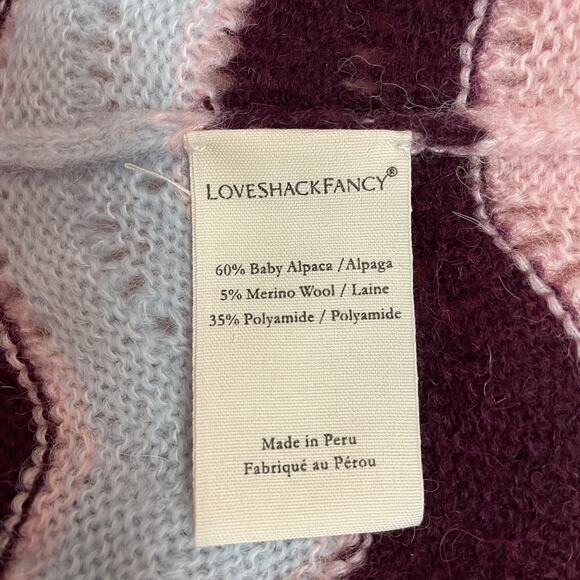 LOVESHACKFANCY®
60% Baby Alpaca / Alpaga
5% Merino Wool / Laine
35% Polyamide / Polyamide
Made in Peru
Fabriqué au Pérou